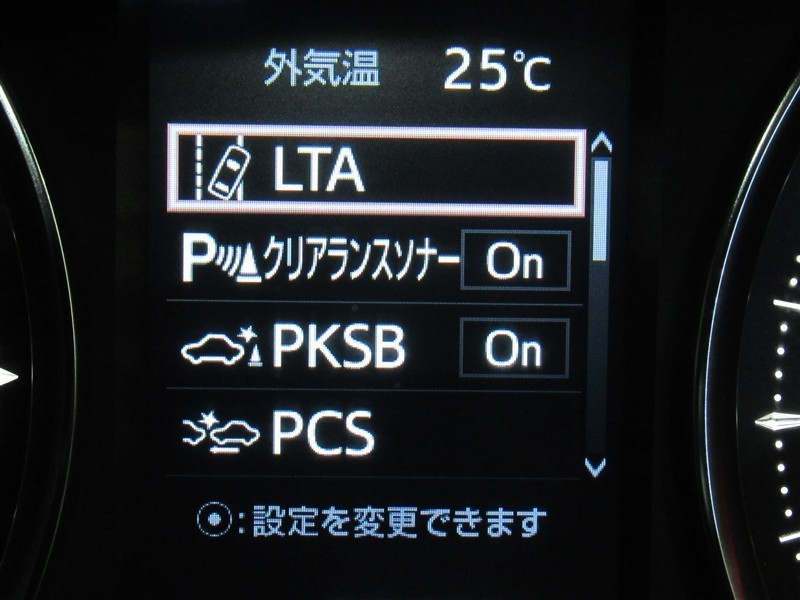 外気温 25℃
LTA
Pクリアランスソナー On
PKSB On
PCS
⦿:設定を変更できます